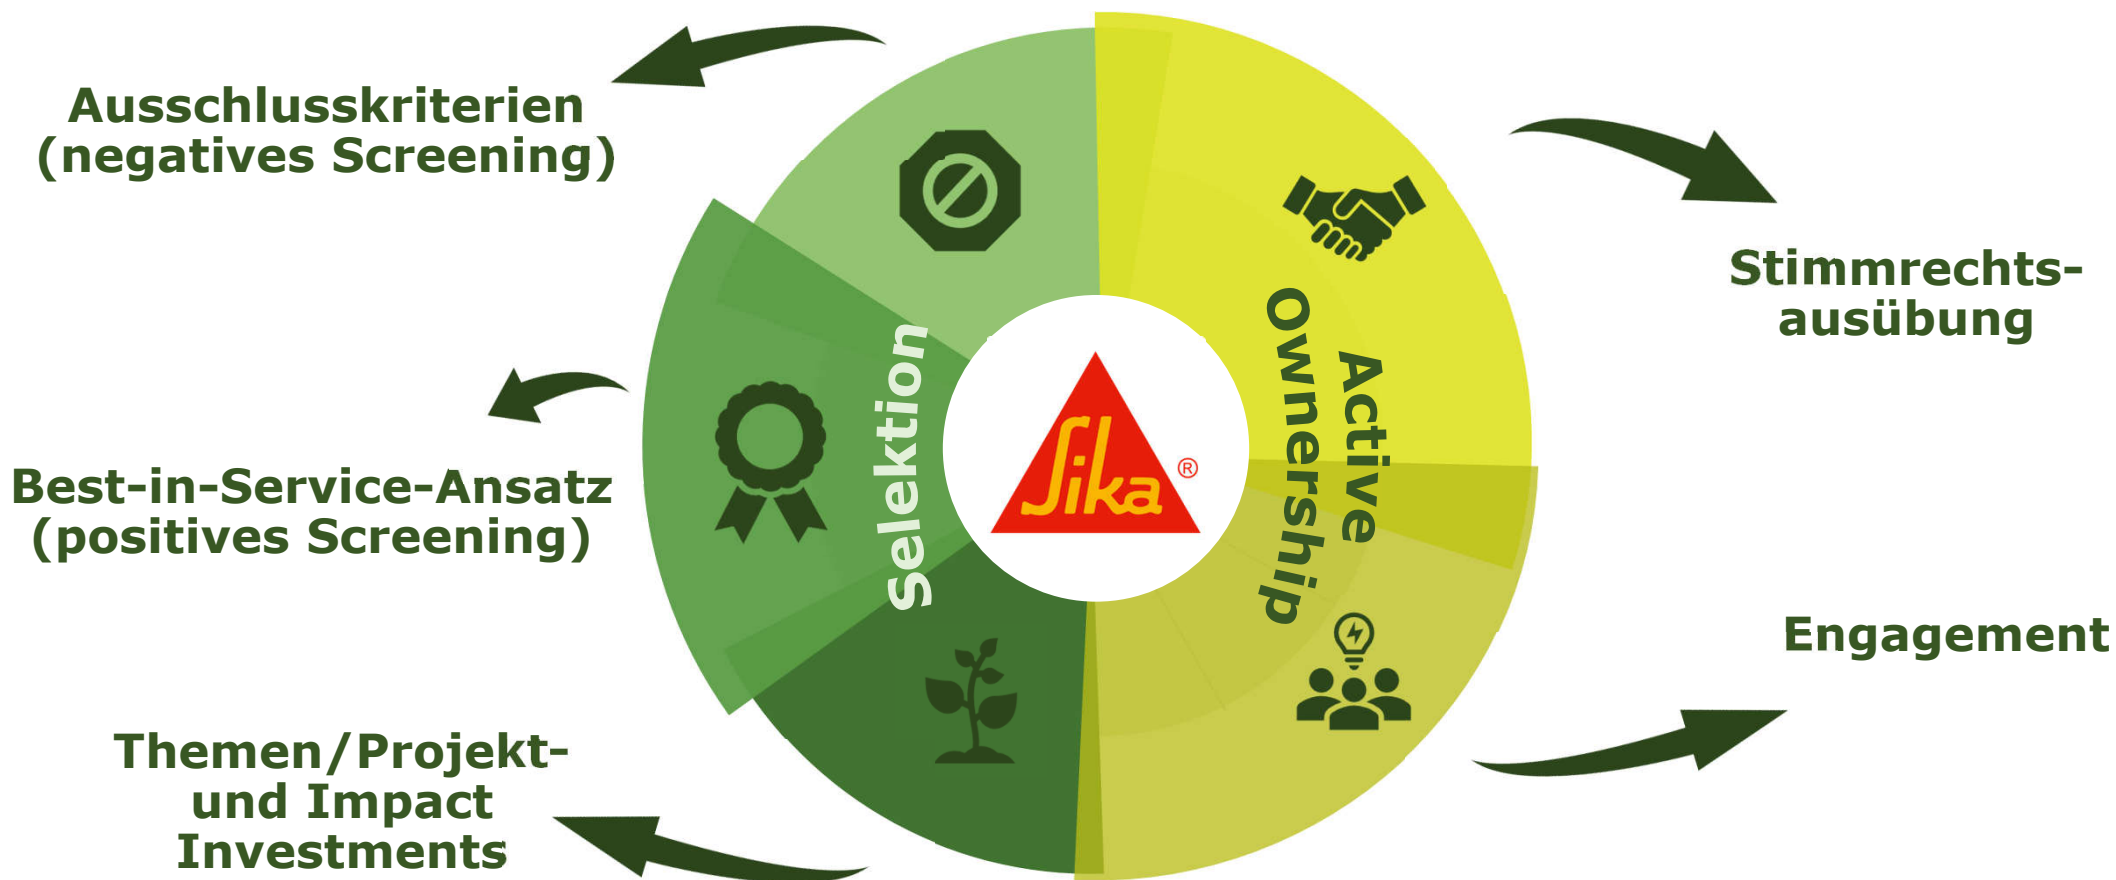 Ausschlusskriterien
(negatives Screening)
Best-in-Service-Ansatz
(positives Screening)
Themen/Projekt-
und Impact
Investments
Selektion
Sika®
Active
Ownership
Stimmrechts-
ausübung
Engagement